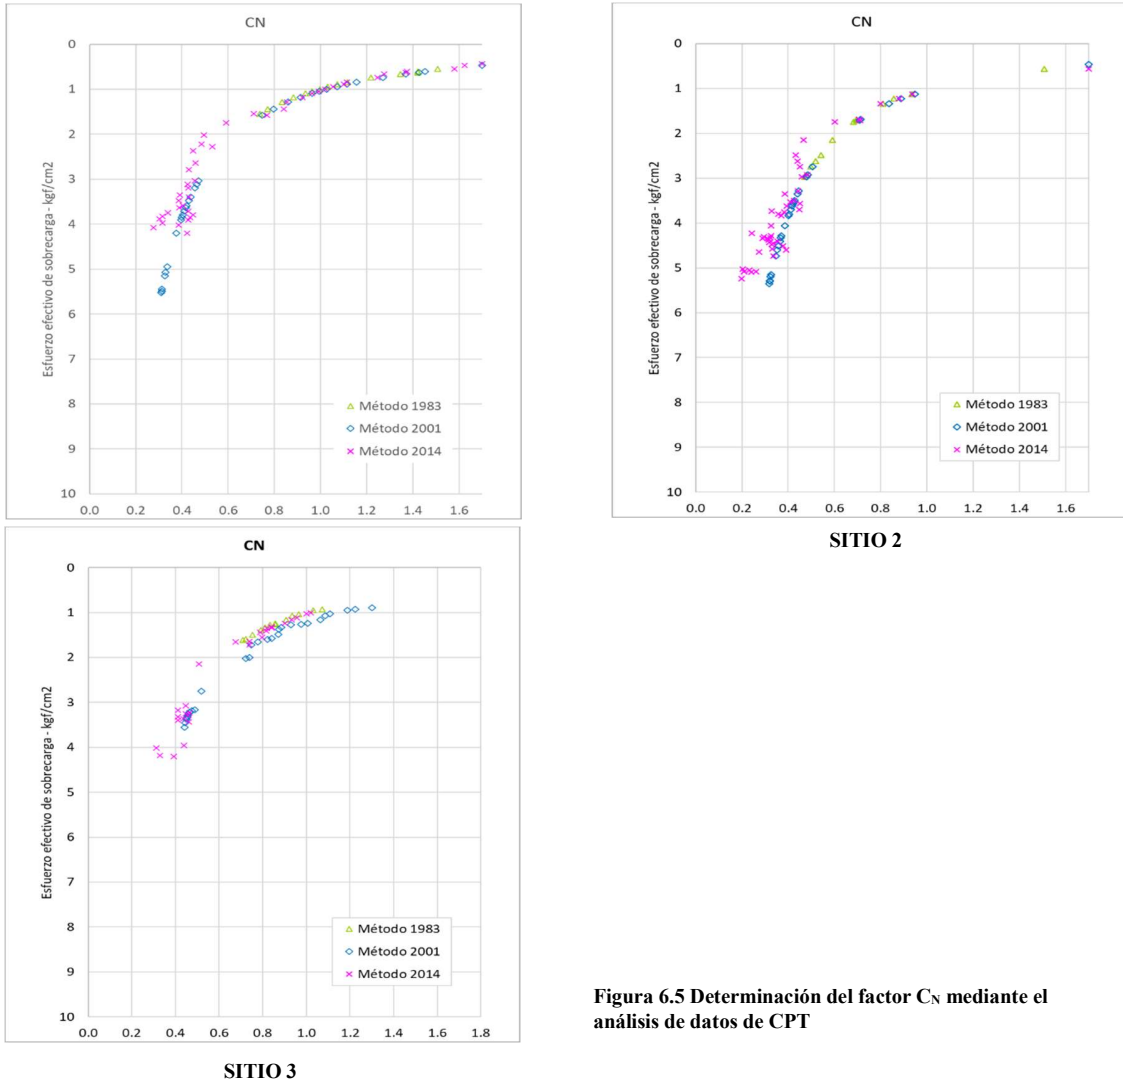 CN
0
1
2
3
4
5
6
7
8
9
10
Esfuerzo efectivo de sobrecarga - kgf/cm2
Método 1983
Método 2001
Método 2014
0.0 0.2 0.4 0.6 0.8 1.0 1.2 1.4 1.6
CN
0
1
2
3
4
5
6
7
8
9
10
Esfuerzo efectivo de sobrecarga - kgf/cm2
Método 1983
Método 2001
Método 2014
0.0 0.2 0.4 0.6 0.8 1.0 1.2 1.4 1.6
SITIO 2
CN
0
1
2
3
4
5
6
7
8
9
10
Esfuerzo efectivo de sobrecarga - kgf/cm2
Método 1983
Método 2001
Método 2014
0.0 0.2 0.4 0.6 0.8 1.0 1.2 1.4 1.6 1.8
SITIO 3
Figura 6.5 Determinación del factor CN mediante el
análisis de datos de CPT